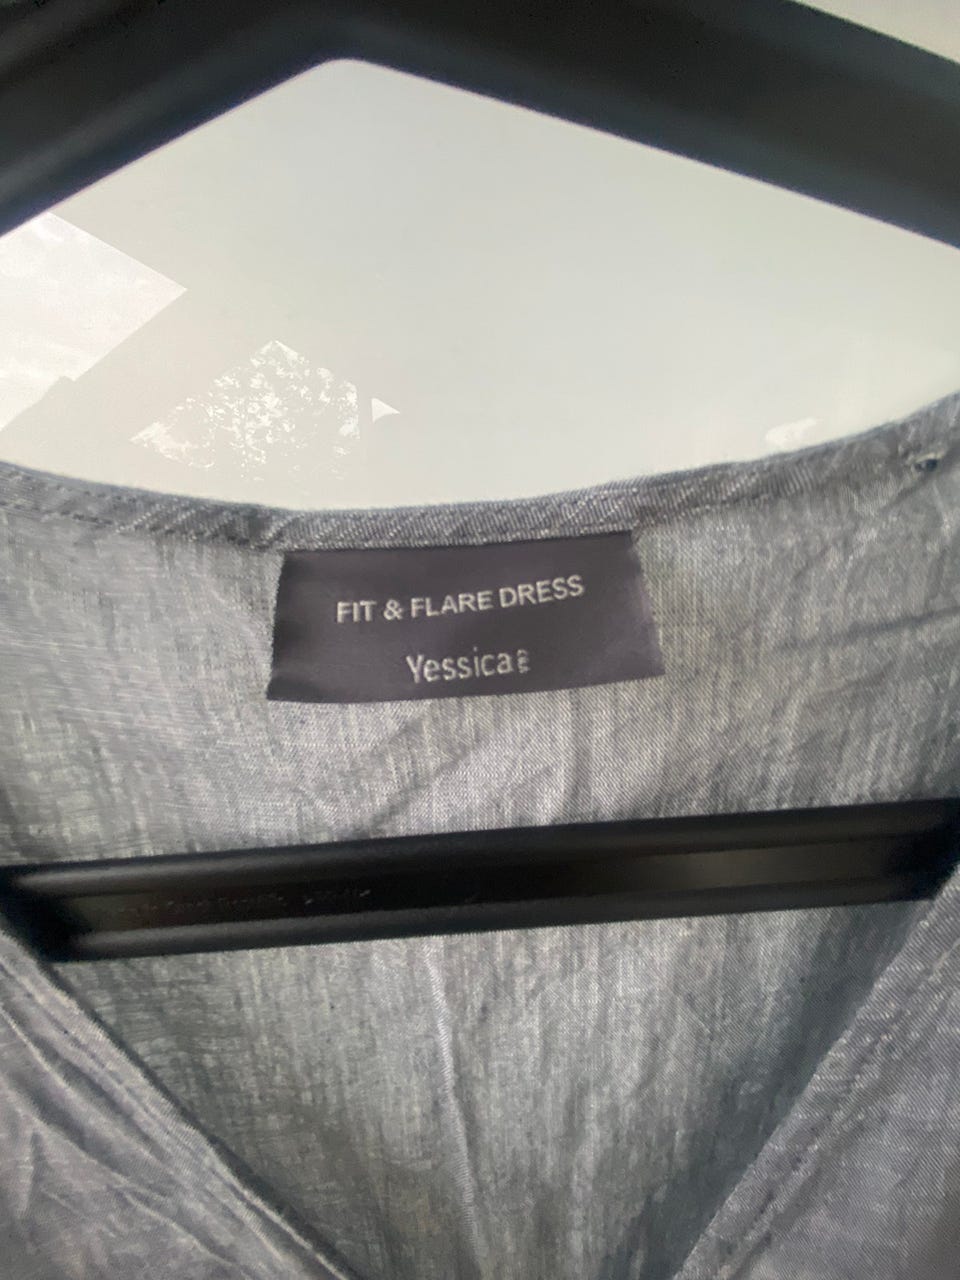 FIT & FLARE DRESS
Yessica